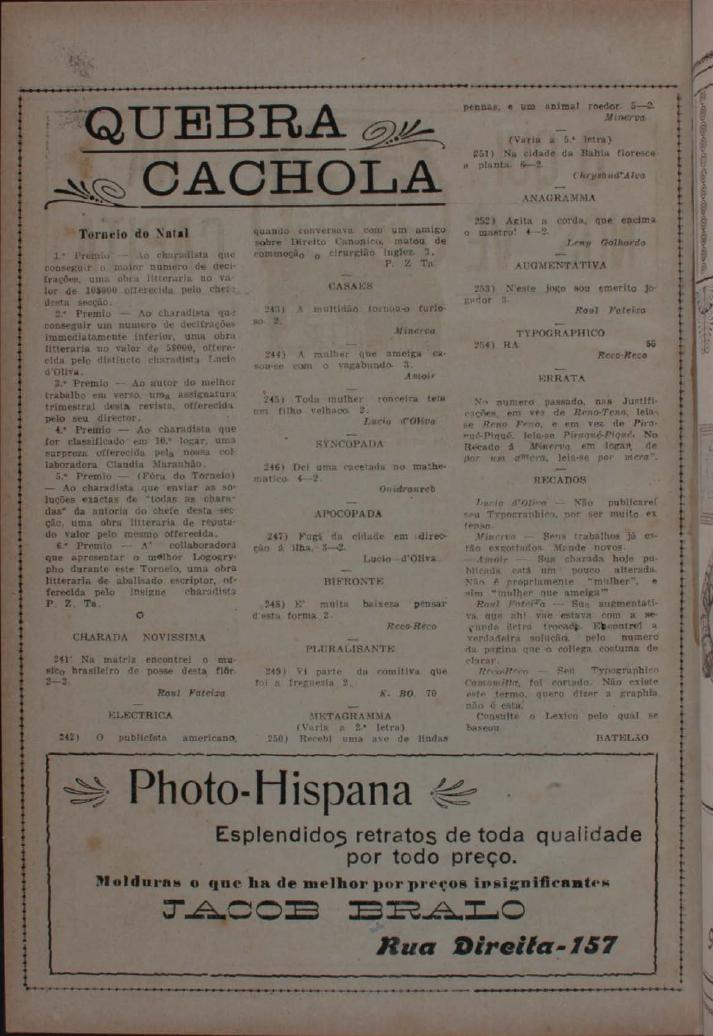 QUEBRA
CACHOLA
Torneio do Natal
1.º Premio — Ao charadista que
conseguir o maior numero de deci-
frações, uma obra litteraria no va-
lor de 10$000 offerecida pelo chefe
desta secção.
2.º Premio — Ao charadista que
conseguir um numero de decifrações
immediatamente inferior, uma obra
litteraria no valor de 5$000, offere-
cida pelo distincto charadista Lucio
d'Oliva.
3.º Premio — Ao autor do melhor
trabalho em verso, uma assignatura
trimestral desta revista, offerecida
pelo seu director.
4.º Premio — Ao charadista que
for classificado em 10.º logar, uma
surpreza offerecida pela nossa col-
laboradora Claudia Maranhão.
5.º Premio — (Fóra do Torneio)
— Ao charadista que enviar as so-
luções exactas de "todas as chara-
das" da autoria do chefe desta sec-
ção, uma obra litteraria de reputa-
do valor pelo mesmo offerecida.
6.º Premio — A' collaboradora
que apresentar o melhor Logogry-
pho durante este Torneio, uma obra
litteraria de abalisado escriptor, of-
ferecida pelo insigne charadista
P. Z. Ta.
CHARADA NOVISSIMA
241) Na matriz encontrei o mu-
sico brasileiro de posse desta flôr.
2—2.
Raul Fateixa
ELECTRICA
242) O publicista americano,
quando conversava com um amigo
sobre Direito Canonico, matou de
commoção o cirurgião inglez. 3.
P. Z Ta.
CASAES
243) A multidão tornou-o furio-
so 2.
Minerva
244) A mulher que ameiga ca-
sou-se com o vagabundo. 3.
Amoir
245) Toda mulher ronceira tem
um filho velhaco 2.
Lucio d'Oliva
SYNCOPADA
246) Dei uma cacetada no mathe-
matico. 4—2.
Onidranreb
APOCOPADA
247) Fugi da cidade em direc-
ção á ilha. 3—2.
Lucio d'Oliva
BIFRONTE
248) E' muita baixeza pensar
d'esta forma 2.
Reco-Reco
PLURALISANTE
249) Vi parte da comitiva que
foi a freguezia 2.
K. BO. 70
METAGRAMMA
(Varia a 2.ª letra)
250) Recebi uma ave de lindas
pennas, e um animal roedor. 5—2.
Minerva
(Varia a 5.ª letra)
251) Na cidade da Bahia floresce
a planta. 6—2.
Chrysand'Alva
ANAGRAMMA
252) Agita a corda, que encima
o mastro! 4—2.
Leny Galhardo
AUGMENTATIVA
253) N'este jogo sou emerito jo-
gador 3.
Raul Fateixa
TYPOGRAPHICO
254) RA 56
Reco-Reco
ERRATA
No numero passado, nas Justifi-
cações, em vez de Reno-Teno, leia-
se Reno Feno, e em vez de Pira-
qué-Piqué, leia-se Piraqué-Piqué. No
Recado á Minerva em logar de
por um mera, leia-se por mera".
RECADOS
Lucio d'Oliva — Não publicarei
seu Typographico, por ser muito ex
tenso.
Minerva — Seus trabalhos já es-
tão exgottados. Mande novos.
Amoir — Sua charada hoje pu-
blicada está um pouco alterada.
Não é propriamente "mulher", e
sim "mulher que ameiga"
Raul Fateixa — Sua augmentati-
va que ahi vae estava com a se-
gunda letra trocada. Encontrei a
verdadeira solução, pelo numero
da pagina que o collega costuma de
clarar.
Reco-Reco — Seu Typographico
Camomilla, foi cortado. Não existe
este termo, quero dizer a graphia
não é esta.
Consulte o Lexico pelo qual se
baseou.
BATELÃO
Photo-Hispana
Esplendidos retratos de toda qualidade
por todo preço.
Molduras o que ha de melhor por preços insignificantes
JACOB BRALO
Rua Direita-157